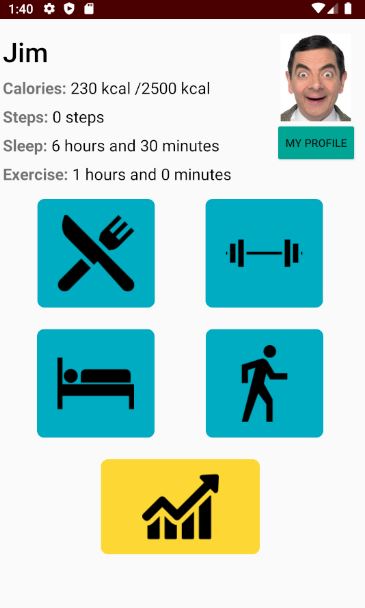 1:40
Jim
Calories: 230 kcal /2500 kcal
Steps: 0 steps
Sleep: 6 hours and 30 minutes
MY PROFILE
Exercise: 1 hours and 0 minutes